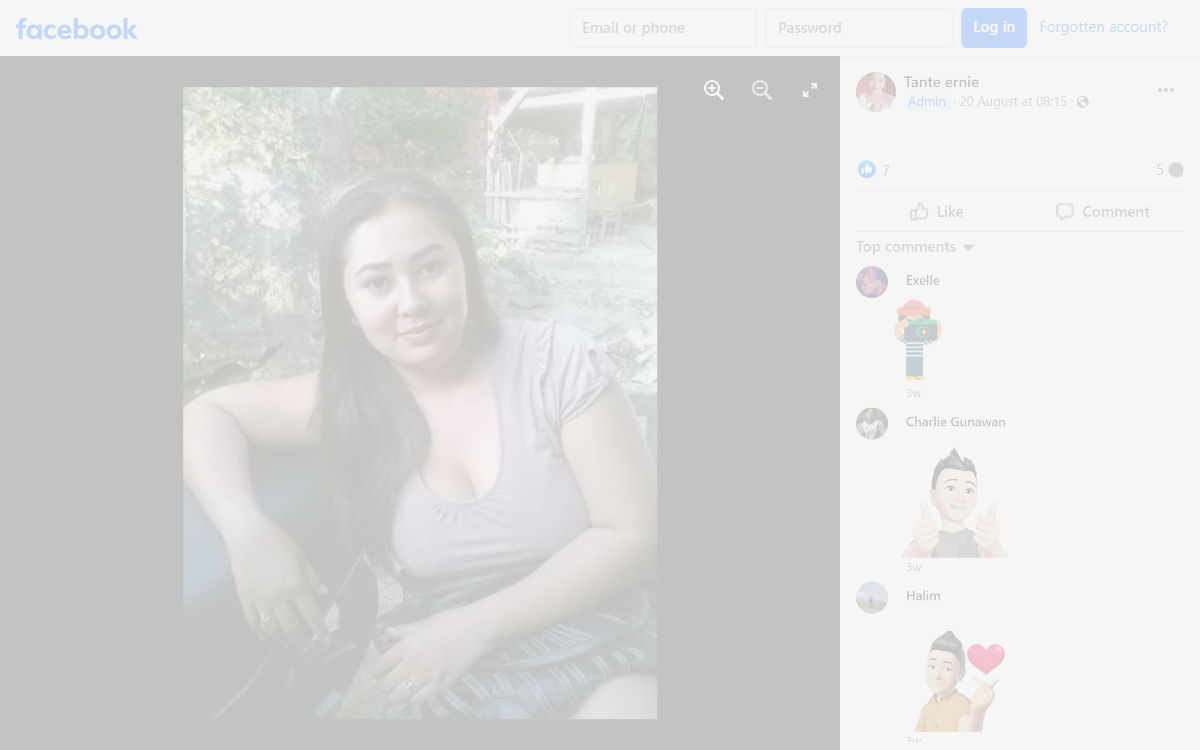 facebook
Email or phone
Password
Log in
Forgotten account?
Tante ernie
Admin · 20 August at 08:15 ·
7
5
Like
Comment
Top comments
Exelle
3w
Charlie Gunawan
3w
Halim
3w